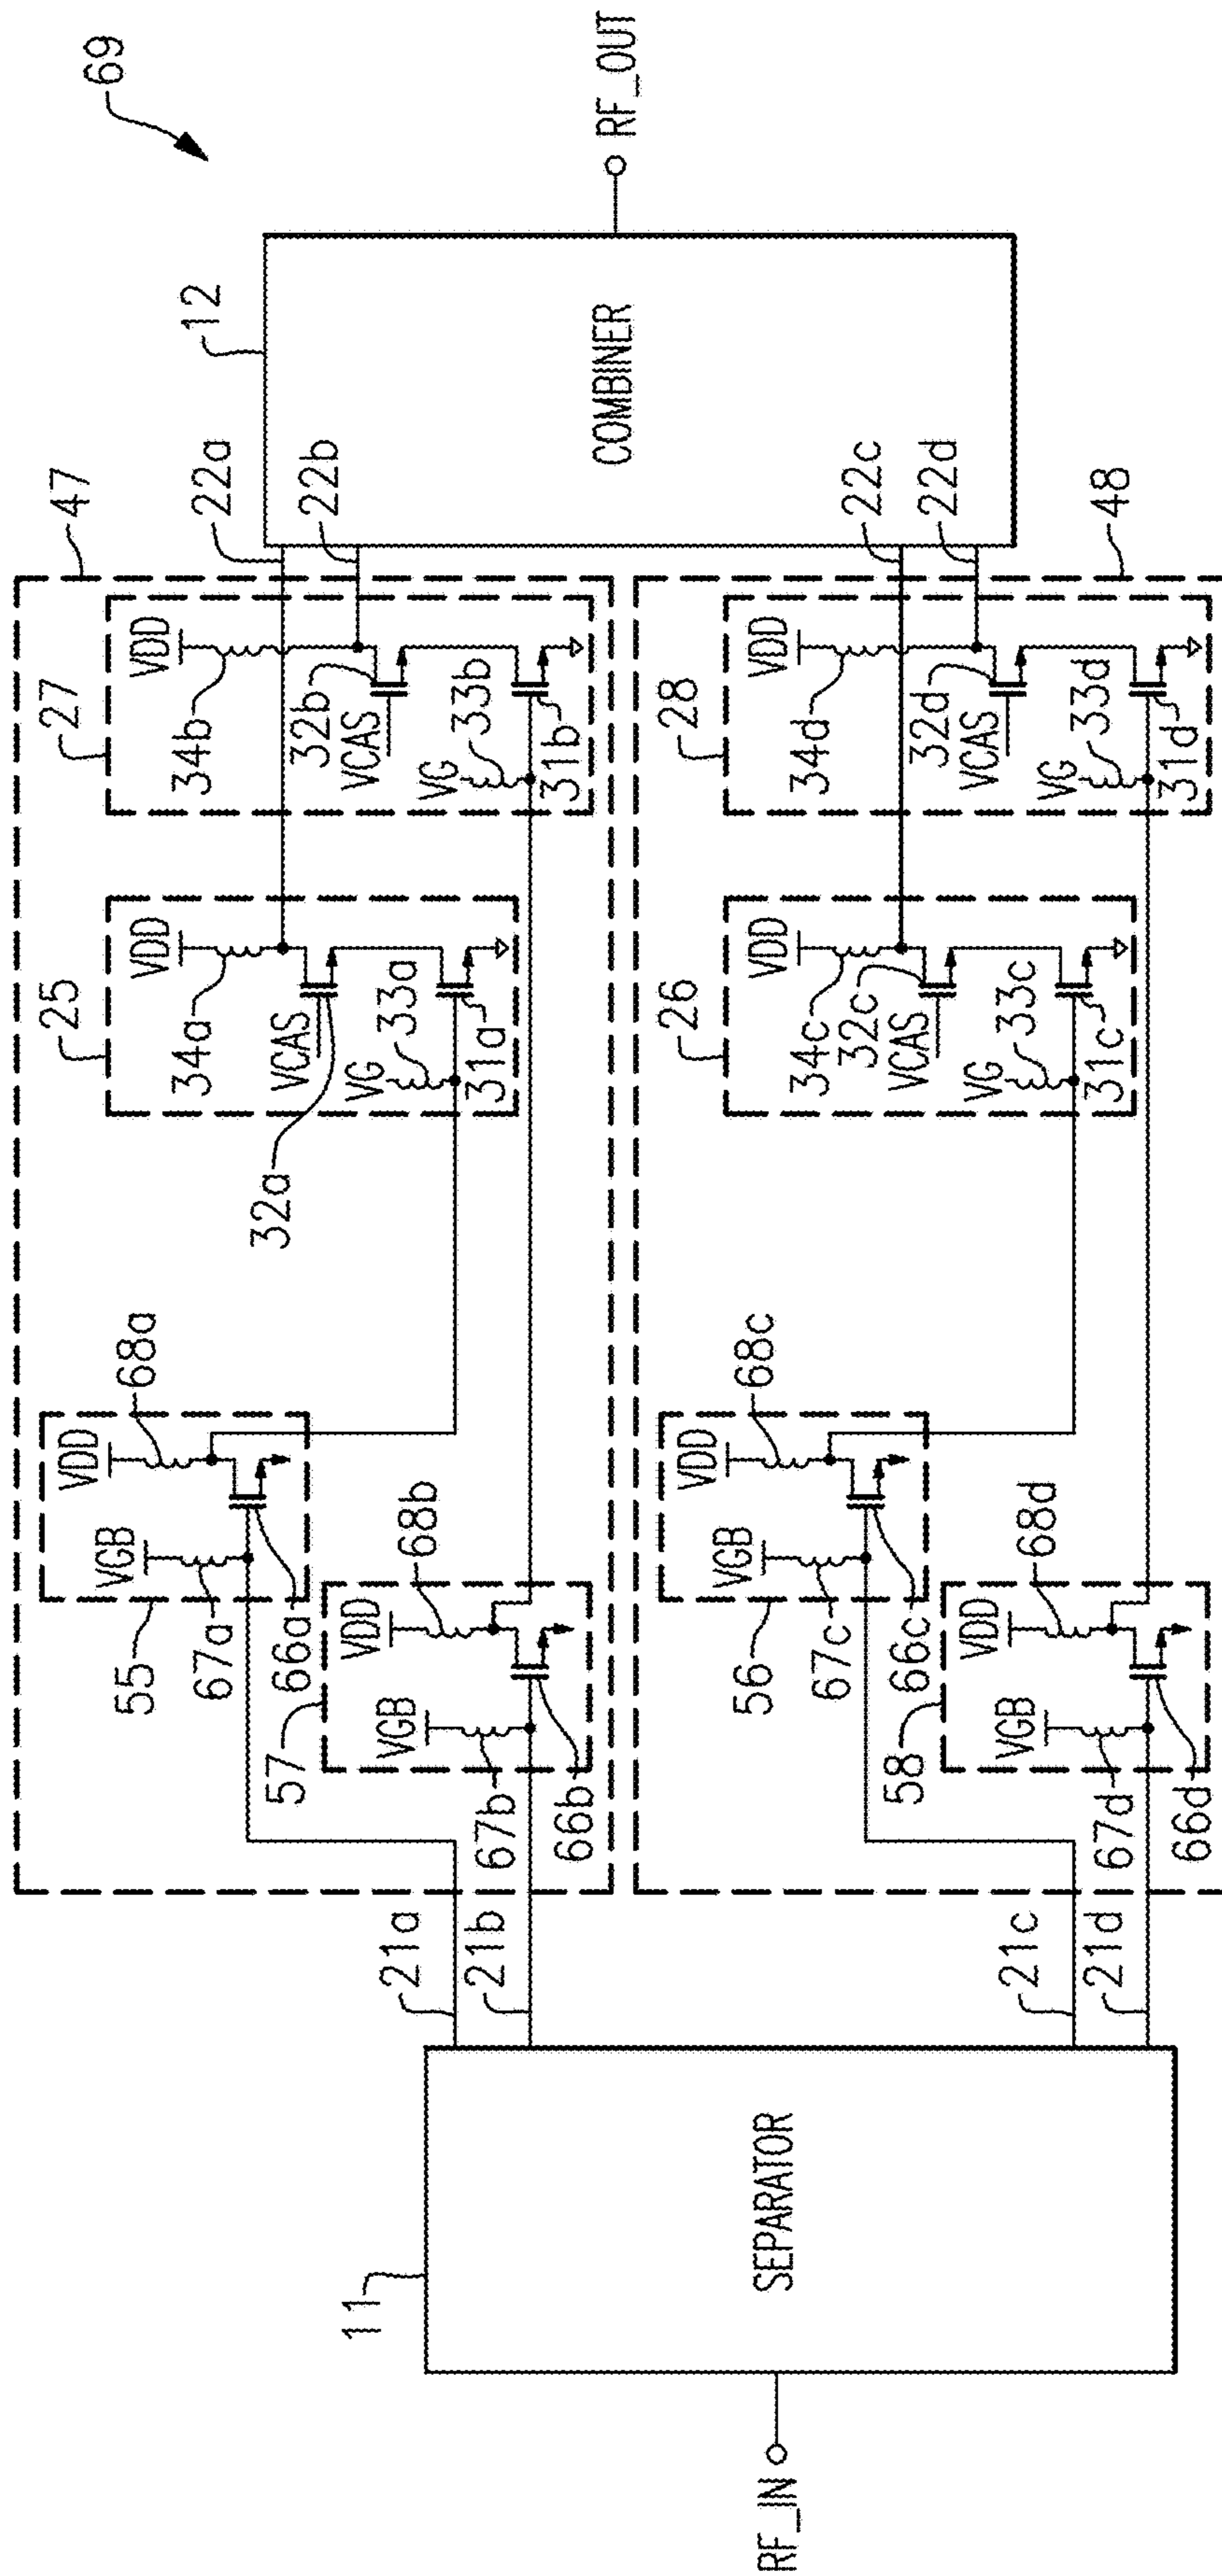 69
47
25
27
VDD
VDD
12
VDD
68a
34a
34b
22a
VGB
VCAS
32b
VCAS
22b
55
67a
66a
32a
VG
33a
VG
33b
RF_OUT
57
VDD
68b
31a
31b
VGB
67b
66b
21a
21b
COMBINER
26
28
VDD
VDD
11
VDD
68c
34c
34d
VGB
32c
VCAS
32d
VCAS
22c
22d
56
67c
66c
VG
33c
VG
33d
58
VDD
68d
31c
31d
VGB
67d
66d
21c
21d
48
SEPARATOR
RF_IN